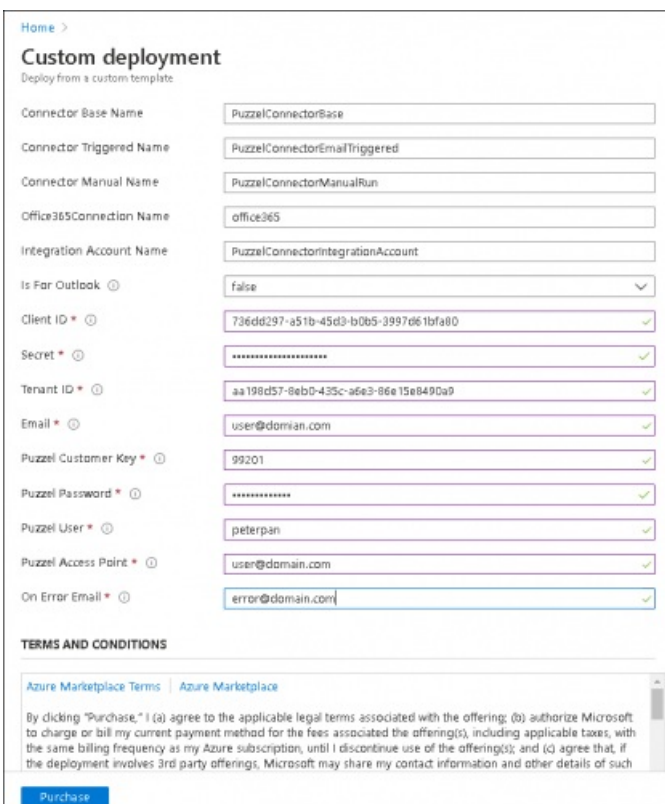 Home >
Custom deployment
Deploy from a custom template
Connector Base Name PuzzelConnectorBase
Connector Triggered Name PuzzelConnectorEmailTriggered
Connector Manual Name PuzzelConnectorManualRun
Office365Connection Name office365
Integration Account Name PuzzelConnectorIntegrationAccount
Is For Outlook false
Client ID * 736dd297-a51b-45d3-b0b5-3997d61bfa80
Secret * •••••••••••••••••••••
Tenant ID * aa198d57-8eb0-435c-a6e3-86e15e8490a9
Email * user@domian.com
Puzzel Customer Key * 99201
Puzzel Password * •••••••••••••
Puzzel User * peterpan
Puzzel Access Point * user@domain.com
On Error Email * error@domain.com
TERMS AND CONDITIONS
Azure Marketplace Terms | Azure Marketplace
By clicking "Purchase," I (a) agree to the applicable legal terms associated with the offering; (b) authorize Microsoft
to charge or bill my current payment method for the fees associated the offering(s), including applicable taxes, with
the same billing frequency as my Azure subscription, until I discontinue use of the offering(s); and (c) agree that, if
the deployment involves 3rd party offerings, Microsoft may share my contact information and other details of such
Purchase